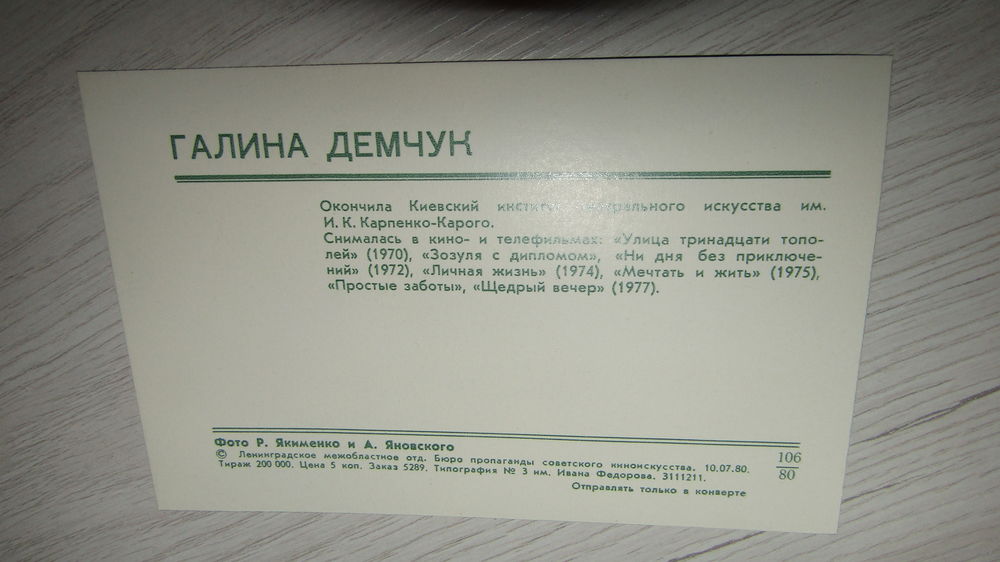 ГАЛИНА ДЕМЧУК
Окончила Киевский институт театрального искусства им.
И. К. Карпенко-Карого.
Снималась в кино- и телефильмах: «Улица тринадцати топо-
лей» (1970), «Зозуля с дипломом», «Ни дня без приключе-
ний» (1972), «Личная жизнь» (1974), «Мечтать и жить» (1975),
«Простые заботы», «Щедрый вечер» (1977).
Фото Р. Якименко и А. Яновского
© Ленинградское межобластное отд. Бюро пропаганды советского киноискусства. 10.07.80.
Тираж 200 000. Цена 5 коп. Заказ 5289. Типография № 3 им. Ивана Федорова. 3111211.
Отправлять только в конверте
106
80